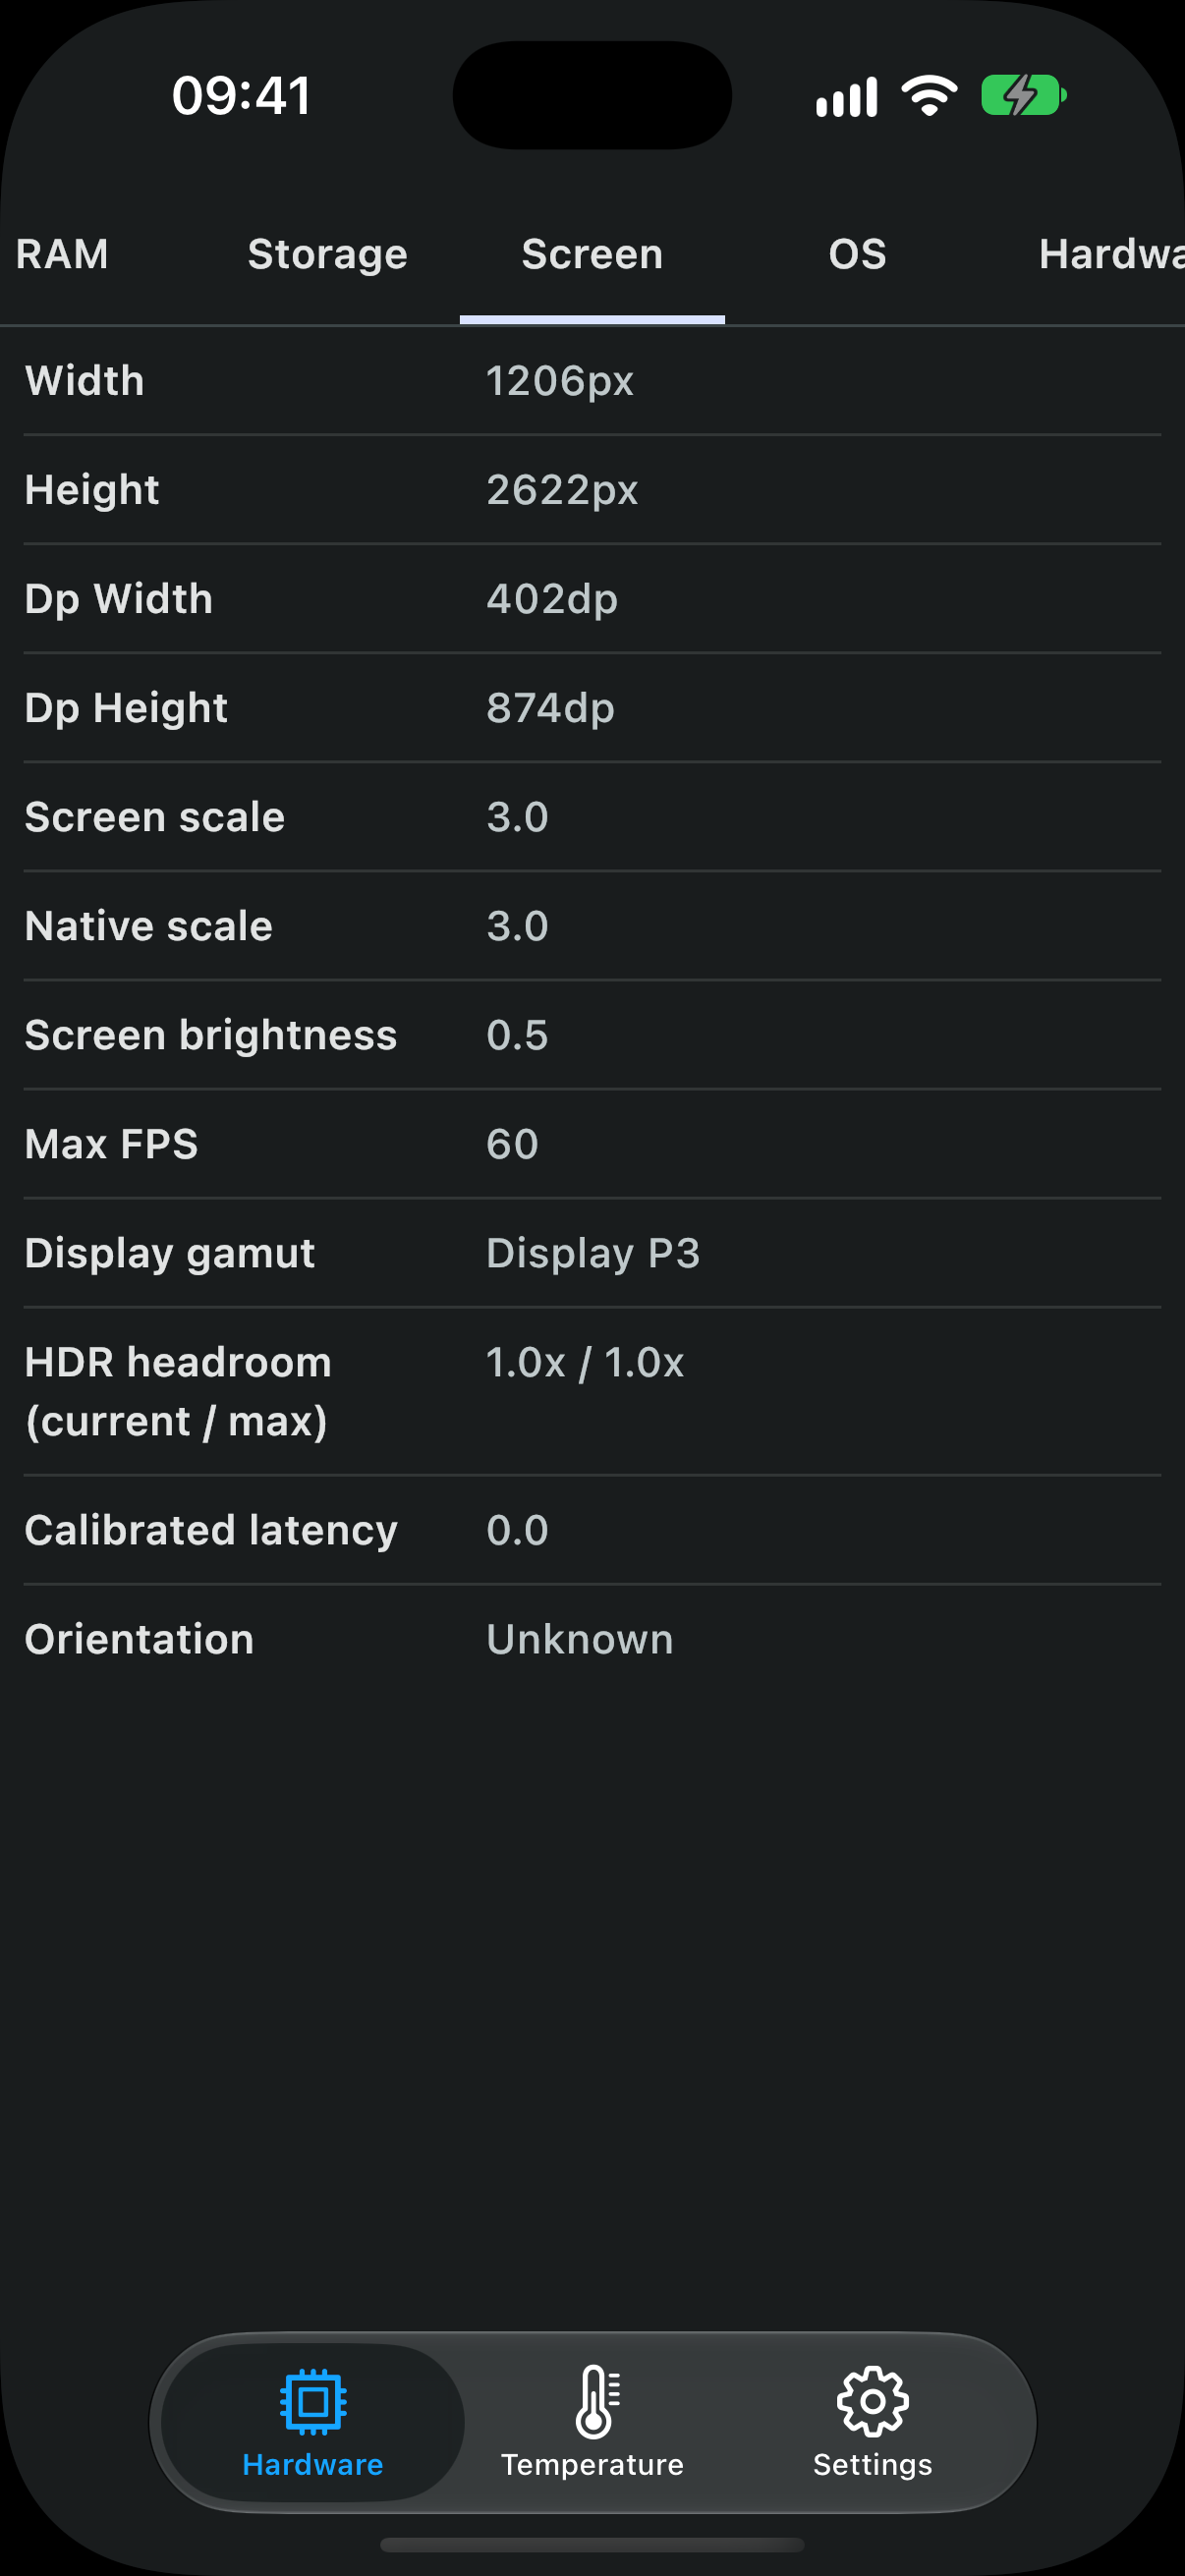 09:41
RAM Storage Screen OS Hardwa
Width 1206px
Height 2622px
Dp Width 402dp
Dp Height 874dp
Screen scale 3.0
Native scale 3.0
Screen brightness 0.5
Max FPS 60
Display gamut Display P3
HDR headroom 1.0x / 1.0x
(current / max)
Calibrated latency 0.0
Orientation Unknown
Hardware Temperature Settings